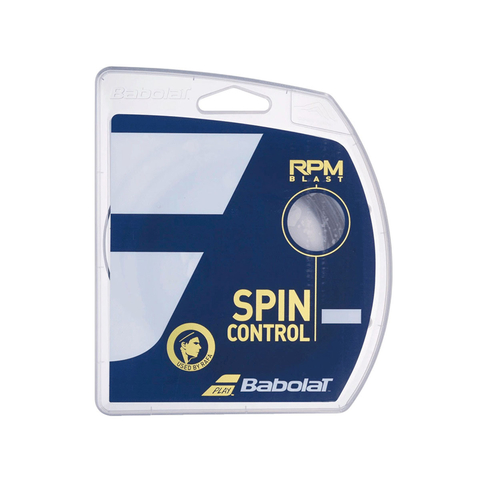 Babolat
RPM
BLAST
SPIN
CONTROL
USED BY RAFA
PLAY
Babolat